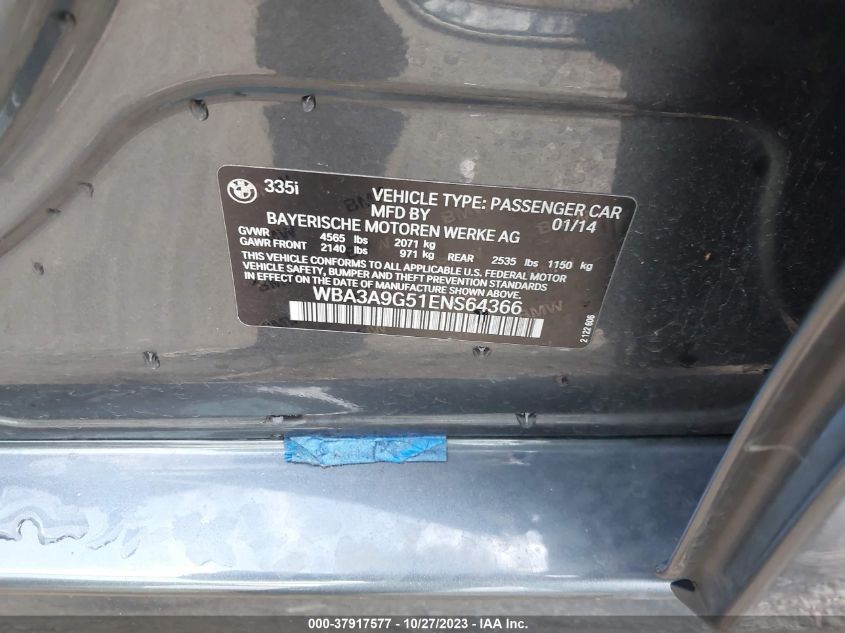 335i
VEHICLE TYPE: PASSENGER CAR
MFD BY 01/14
BAYERISCHE MOTOREN WERKE AG
GVWR 4565 lbs 2071 kg
GAWR FRONT 2140 lbs 971 kg REAR 2535 lbs 1150 kg
THIS VEHICLE CONFORMS TO ALL APPLICABLE U.S. FEDERAL MOTOR
VEHICLE SAFETY, BUMPER AND THEFT PREVENTION STANDARDS
IN EFFECT ON THE DATE OF MANUFACTURE SHOWN ABOVE.
WBA3A9G51ENS64366
2 122 606
000-37917577 - 10/27/2023 - IAA Inc.